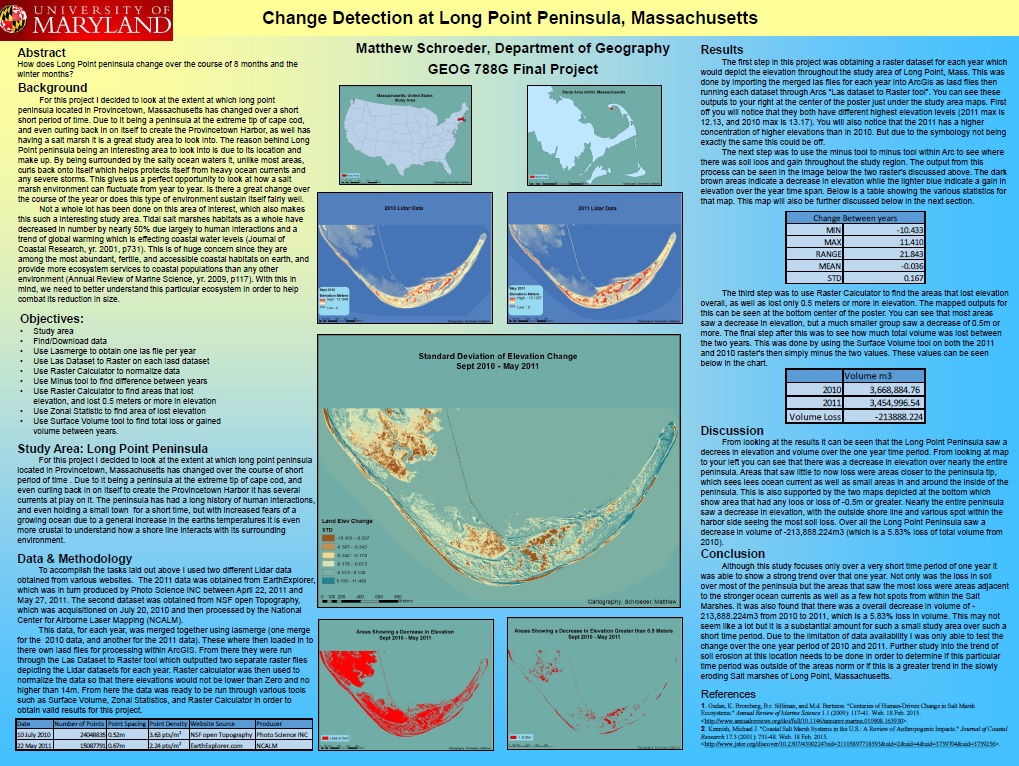 UNIVERSITY OF
MARYLAND
Change Detection at Long Point Peninsula, Massachusetts
Matthew Schroeder, Department of Geography
GEOG 788G Final Project
Abstract
How does Long Point peninsula change over the course of 8 months and the
winter months?
Background
For this project I decided to look at the extent at which long point
peninsula located in Provincetown, Massachusetts has changed over a short
short period of time. Due to it being a peninsula at the extreme tip of cape cod,
and even curling back on itself to create the Provincetown Harbor, as well has
having a salt marsh it is a great study area to look into. The reason behind Long
Point peninsula being an interesting area to look into is due to its location and
make up. By being surrounded by the salty ocean waters it, unlike most areas,
curls back onto itself which helps protects itself from heavy ocean currents and
any severe storms. This gives us a perfect opportunity to look at how a salt
marsh environment can fluctuate from year to year. Is there a great change over
the course of the year or does this type of environment sustain itself fairly well.
Not a whole lot has been done on this area of interest, which also makes
this such a interesting study area. Tidal salt marshes habitats as a whole have
decreased in number by nearly 50% due largely to human interactions and a
trend of global warming which is effecting coastal water levels (Journal of
Coastal Research, yr. 2001, p731). This is of huge concern since they are
among the most abundant, fertile, and accessible coastal habitats on earth, and
provide more ecosystem services to coastal populations than any other
environment (Annual Review of Marine Science, yr. 2009, p117). With this in
mind, we need to better understand this particular ecosystem in order to help
combat its reduction in size.
Objectives:
• Study area
• Find/Download data
• Use Lasmerge to obtain one las file per year
• Use Las Dataset to Raster on each lasd dataset
• Use Raster Calculator to normalize data
• Use Minus tool to find difference between years
• Use Raster Calculator to find areas that lost
elevation, and lost 0.5 meters or more in elevation
• Use Zonal Statistic to find area of lost elevation
• Use Surface Volume tool to find total loss or gained
volume between years.
Study Area: Long Point Peninsula
For this project I decided to look at the extent at which long point peninsula
located in Provincetown, Massachusetts has changed over the course of short
period of time . Due to it being a peninsula at the extreme tip of cape cod, and
even curling back on in itself to create the Provincetown Harbor it has several
currents at play on it. The peninsula has had a long history of human interactions,
and even holding a small town for a short time, but with increased fears of a
growing ocean due to a general increase in the earths temperatures it is even
more crustal to understand how a shore line interacts with its surrounding
environment.
Data & Methodology
To accomplish the tasks laid out above I used two different Lidar data
obtained from various websites. The 2011 data was obtained from EarthExplorer,
which was in turn produced by Photo Science INC between April 22, 2011 and
May 27, 2011. The second dataset was obtained from NSF open Topography,
which was acquisitioned on July 20, 2010 and then processed by the National
Center for Airborne Laser Mapping (NCALM).
This data, for each year, was merged together using lasmerge (one merge
for the 2010 data, and another for the 2011 data). These where then loaded in to
there own lasd files for processing within ArcGIS. From there they were run
through the Las Dataset to Raster tool which outputted two separate raster files
depicting the Lidar datasets for each year. Raster calculator was then used to
normalize the data so that there elevations would not be lower than Zero and no
higher than 14m. From here the data was ready to be run through various tools
such as Surface Volume, Zonal Statistics, and Raster Calculator in order to
obtain valid results for this project.
Date Number of Points Point Spacing Point Density Website Source Producer
10 July 2010 24048835 0.52m 3.63 pts/m² NSF open Topography Photo Science INC
22 May 2011 15087791 0.67m 2.24 pts/m² EarthExplorer.com NCALM
Massachusetts, United States
Study Area
Study Area within Massachusetts
2010 Lidar Data
Sept 2010
Elevations Meters
2011 Lidar Data
May 2011
Elevations Meters
Standard Deviation of Elevation Change
Sept 2010 - May 2011
Land Elev Change
STD
Meters
Cartography: Schroeder, Matthew
Areas Showing a Decrease in Elevation
Sept 2010 - May 2011
Areas Showing a Decrease in Elevation Greater than 0.5 Meters
Sept 2010 - May 2011
Results
The first step in this project was obtaining a raster dataset for each year which
would depict the elevation throughout the study area of Long Point, Mass. This was
done by importing the merged las files for each year into ArcGis as lasd files then
running each dataset through Arcs "Las dataset to Raster tool". You can see these
outputs to your right at the center of the poster just under the study area maps. First
off you will notice that they both have different highest elevation levels (2011 max is
12.13, and 2010 max is 13.17). You will also notice that the 2011 has a higher
concentration of higher elevations than in 2010. But due to the symbology not being
exactly the same this could be off.
The next step was to use the minus tool to minus tool within Arc to see where
there was soil loos and gain throughout the study region. The output from this
process can be seen in the image below the two raster's discussed above. The dark
brown areas indicate a decrease in elevation while the lighter blue indicate a gain in
elevation over the year time span. Below is a table showing the various statistics for
that map. This map will also be further discussed below in the next section.
Change Between years
MIN -10.433
MAX 11.410
RANGE 21.843
MEAN -0.036
STD 0.167
The third step was to use Raster Calculator to find the areas that lost elevation
overall, as well as lost only 0.5 meters or more in elevation. The mapped outputs for
this can be seen at the bottom center of the poster. You can see that most areas
saw a decrease in elevation, but a much smaller group saw a decrease of 0.5m or
more. The final step after this was to see how much total volume was lost between
the two years. This was done by using the Surface Volume tool on both the 2011
and 2010 raster's then simply minus the two values. These values can be seen
below in the chart.
Volume m3
2010 3,668,884.76
2011 3,454,996.54
Volume Loss -213888.224
Discussion
From looking at the results it can be seen that the Long Point Peninsula saw a
decrees in elevation and volume over the one year time period. From looking at map
to your left you can see that there was a decrease in elevation over nearly the entire
peninsula. Areas that saw little to now loss were areas closer to the peninsula tip,
which sees lees ocean current as well as small areas in and around the inside of the
peninsula. This is also supported by the two maps depicted at the bottom which
show area that had any loos or loss of -0.5m or greater. Nearly the entire peninsula
saw a decrease in elevation, with the outside shore line and various spot within the
harbor side seeing the most soil loss. Over all the Long Point Peninsula saw a
decrease in volume of -213,888.224m3 (which is a 5.83% loss of total volume from
2010).
Conclusion
Although this study focuses only over a very short time period of one year it
was able to show a strong trend over that one year. Not only was the loss in soil
over most of the peninsula but the areas that saw the most loss were areas adjacent
to the stronger ocean currents as well as a few hot spots from within the Salt
Marshes. It was also found that there was a overall decrease in volume of -
213,888.224m3 from 2010 to 2011, which is a 5.83% loss in volume. This may not
seem like a lot but it is a substantial amount for such a small study area over such a
short time period. Due to the limitation of data availability I was only able to test the
change over the one year period of 2010 and 2011. Further study into the trend of
soil erosion at this location needs to be done in order to determine if this particular
time period was outside of the areas norm or if this is a greater trend in the slowly
eroding Salt marshes of Long Point, Massachusetts.
References
1. Gedan, K. Bromberg, B.r. Silliman, and M.d. Bertness. "Centuries of Human-Driven Change in Salt Marsh
Ecosystems." Annual Review of Marine Science 1.1 (2009): 117-41. Web. 18 Feb. 2015.
<http://www.annualreviews.org/doi/full/10.1146/annurev.marine.010908.163930>.
2. Kennish, Michael J. "Coastal Salt Marsh Systems in the U.S.: A Review of Anthropogenic Impacts." Journal of Coastal
Research 17.3 (2001): 731-48. Web. 18 Feb. 2015.